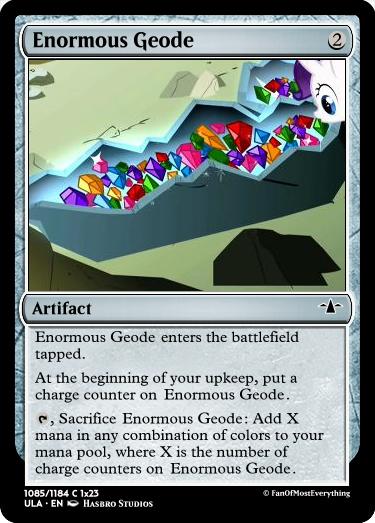 Enormous Geode 2
Artifact
Enormous Geode enters the battlefield
tapped.
At the beginning of your upkeep, put a
charge counter on Enormous Geode.
, Sacrifice Enormous Geode: Add X
mana in any combination of colors to your
mana pool, where X is the number of
charge counters on Enormous Geode.
1085/1184 C 1x23
ULA • EN Hasbro Studios © FanOfMostEverything